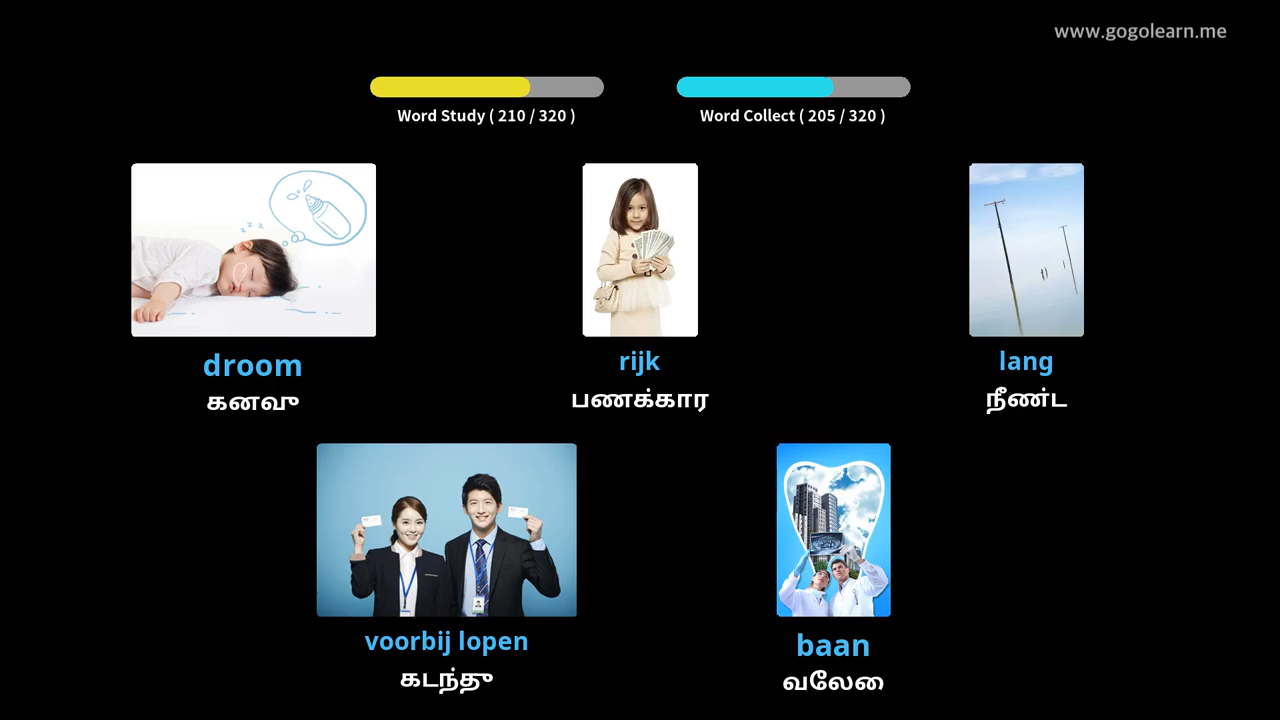 www.gogolearn.me
Word Study ( 210 / 320 )
Word Collect ( 205 / 320 )
droom
கனவு
rijk
பணக்கார
lang
நீண்ட
voorbij lopen
கடந்து
baan
வலேை